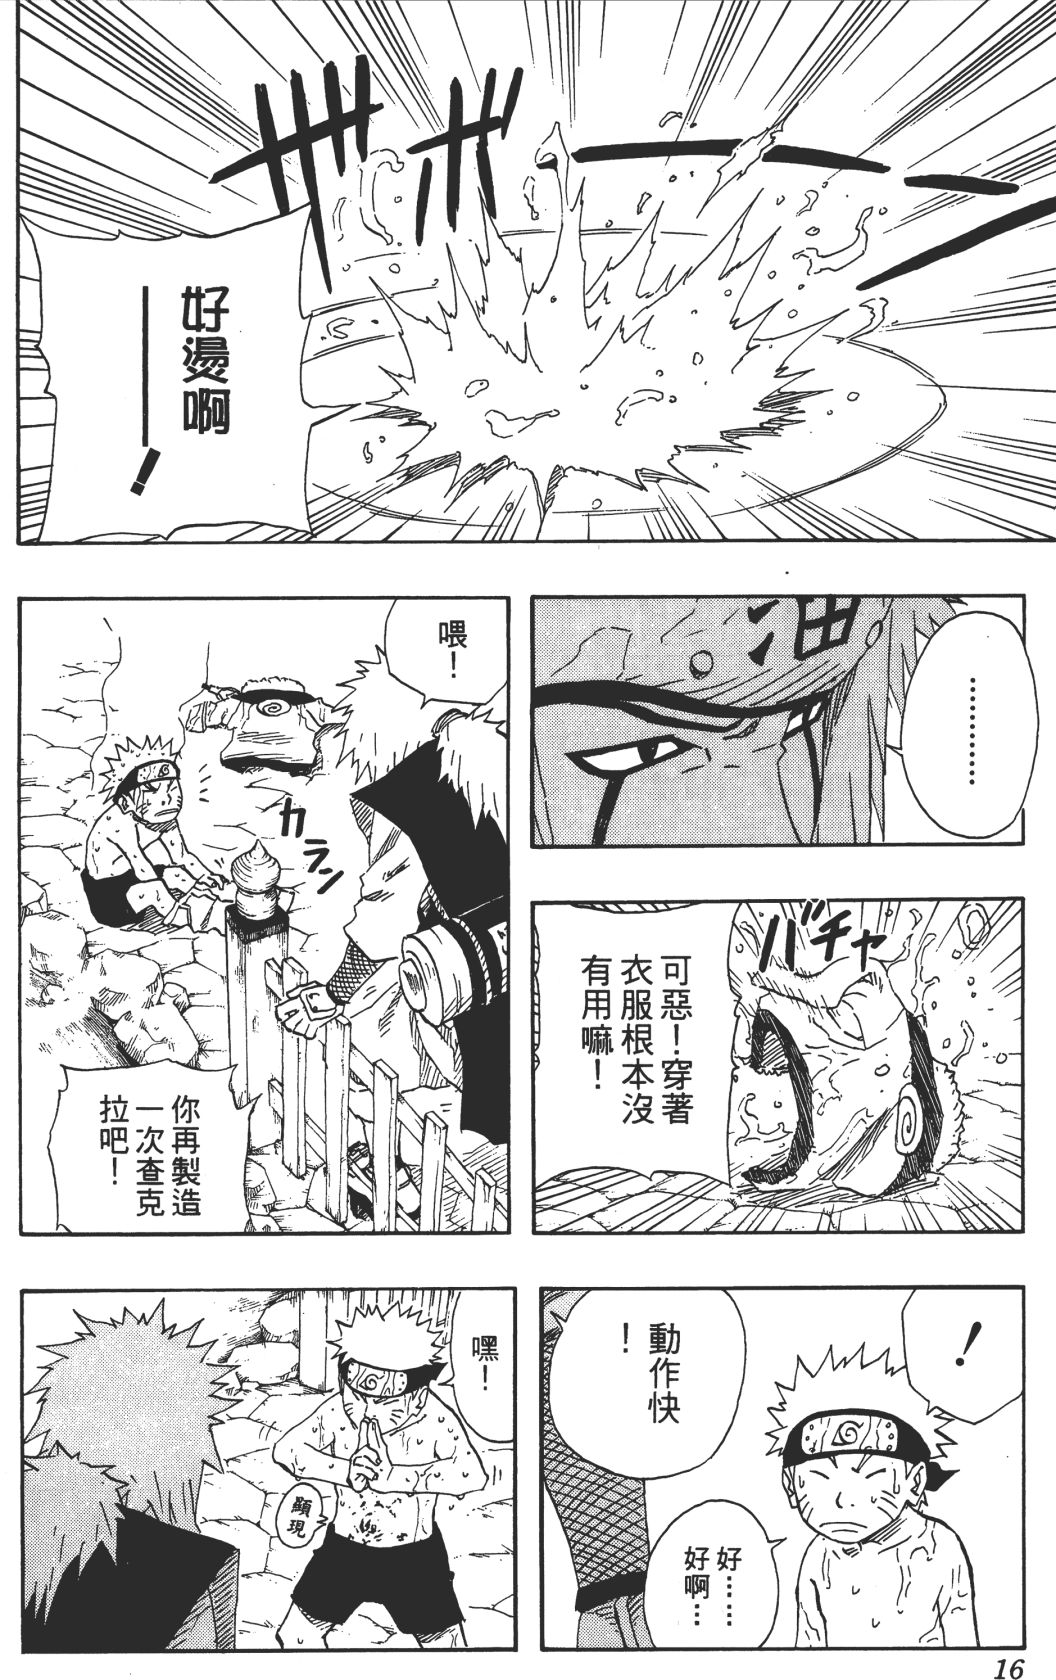 ザボーン
好燙啊
——！
油
…………
喂！
カラン
バチャ
可惡！穿著
衣服根本沒
有用嘛！
你再製造
一次查克
拉吧！
！
動作快
！
好……
好啊…
嘿！
顯
現
16